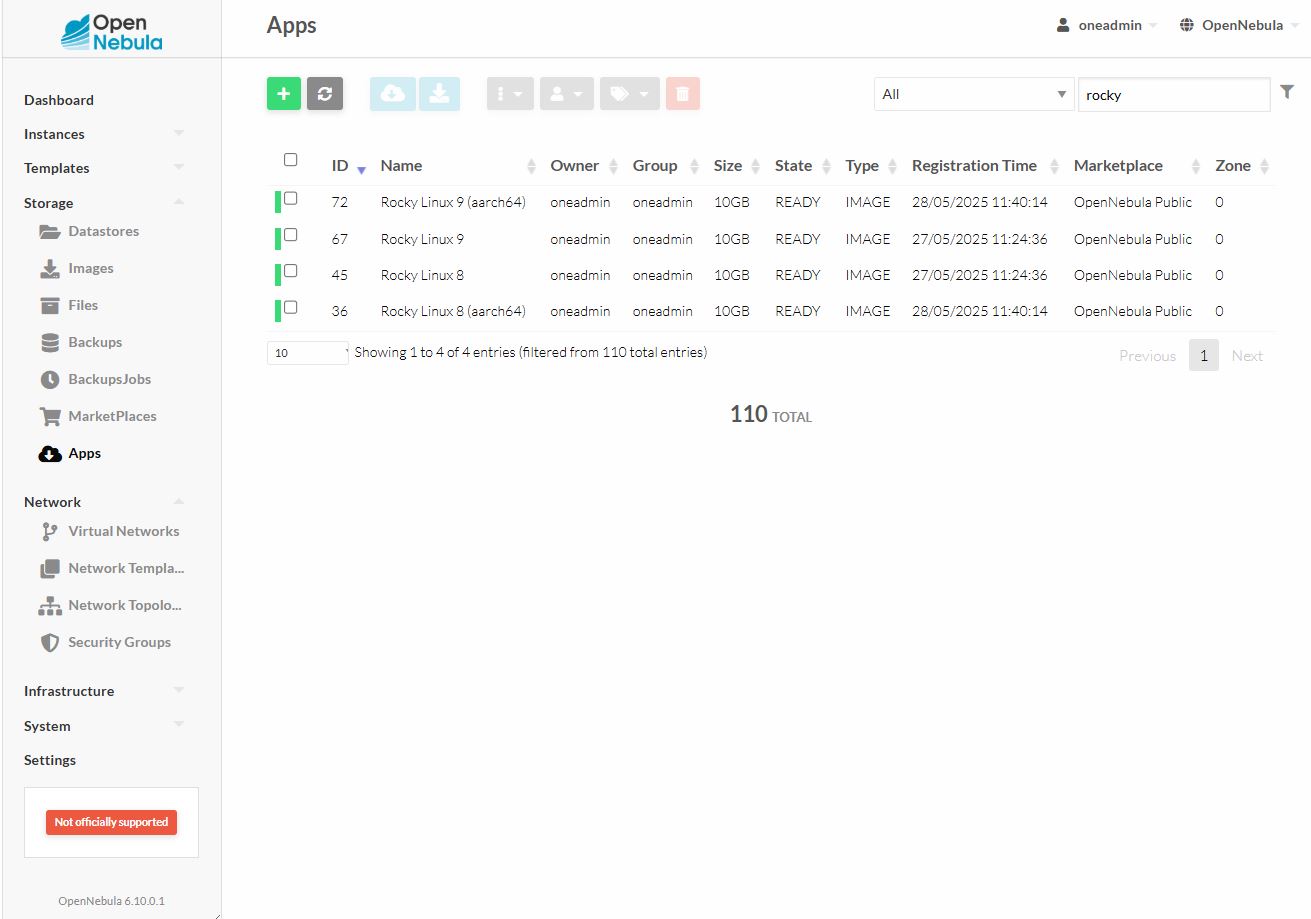 Open
Nebula
Apps
oneadmin
OpenNebula
Dashboard
Instances
Templates
Storage
Datastores
Images
Files
Backups
BackupsJobs
MarketPlaces
Apps
Network
Virtual Networks
Network Templa...
Network Topolo...
Security Groups
Infrastructure
System
Settings
Not officially supported
OpenNebula 6.10.0.1
All
rocky
ID Name Owner Group Size State Type Registration Time Marketplace Zone
72 Rocky Linux 9 (aarch64) oneadmin oneadmin 10GB READY IMAGE 28/05/2025 11:40:14 OpenNebula Public 0
67 Rocky Linux 9 oneadmin oneadmin 10GB READY IMAGE 27/05/2025 11:24:36 OpenNebula Public 0
45 Rocky Linux 8 oneadmin oneadmin 10GB READY IMAGE 27/05/2025 11:24:36 OpenNebula Public 0
36 Rocky Linux 8 (aarch64) oneadmin oneadmin 10GB READY IMAGE 28/05/2025 11:40:14 OpenNebula Public 0
10 Showing 1 to 4 of 4 entries (filtered from 110 total entries) Previous 1 Next
110 TOTAL